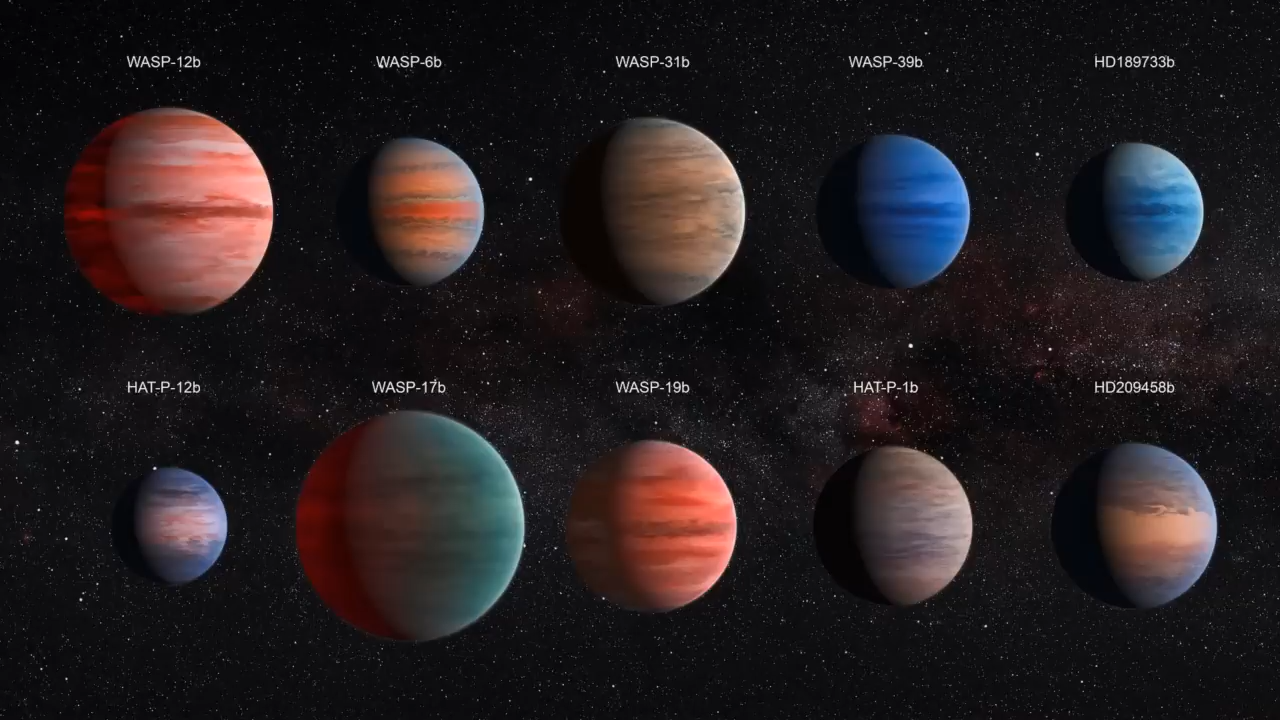 WASP-12b
WASP-6b
WASP-31b
WASP-39b
HD189733b
HAT-P-12b
WASP-17b
WASP-19b
HAT-P-1b
HD209458b